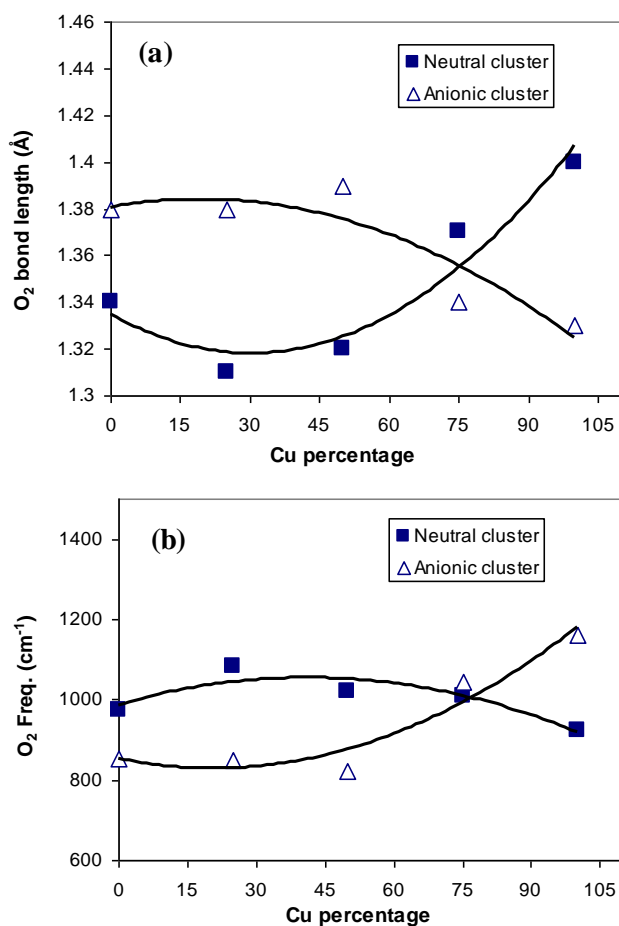 (a)
Neutral cluster
Anionic cluster
O₂ bond length (Å)
1.46
1.44
1.42
1.4
1.38
1.36
1.34
1.32
1.3
0 15 30 45 60 75 90 105
Cu percentage
(b)
Neutral cluster
Anionic cluster
O₂ Freq. (cm⁻¹)
1400
1200
1000
800
600
0 15 30 45 60 75 90 105
Cu percentage